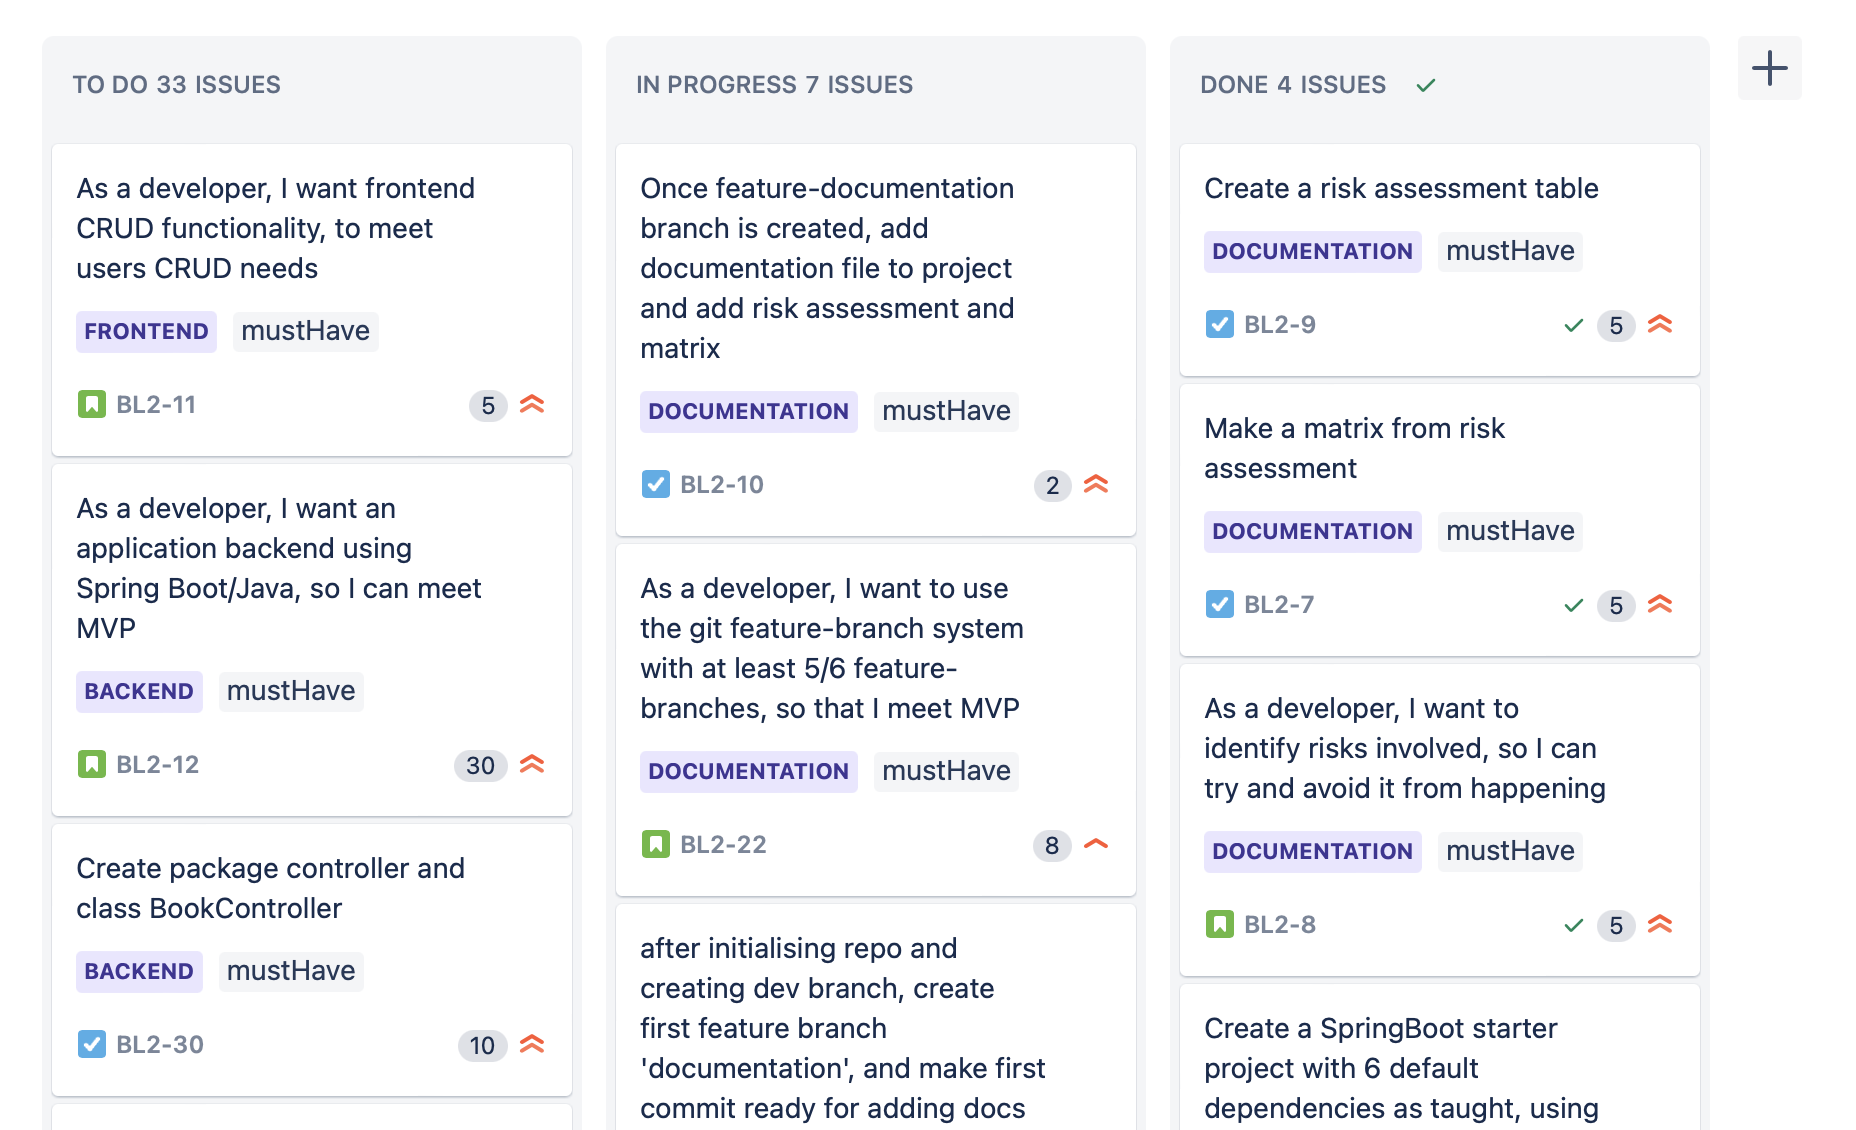 TO DO 33 ISSUES
As a developer, I want frontend
CRUD functionality, to meet
users CRUD needs
FRONTEND mustHave
BL2-11 5
As a developer, I want an
application backend using
Spring Boot/Java, so I can meet
MVP
BACKEND mustHave
BL2-12 30
Create package controller and
class BookController
BACKEND mustHave
BL2-30 10
IN PROGRESS 7 ISSUES
Once feature-documentation
branch is created, add
documentation file to project
and add risk assessment and
matrix
DOCUMENTATION mustHave
BL2-10 2
As a developer, I want to use
the git feature-branch system
with at least 5/6 feature-
branches, so that I meet MVP
DOCUMENTATION mustHave
BL2-22 8
after initialising repo and
creating dev branch, create
first feature branch
'documentation', and make first
commit ready for adding docs
DONE 4 ISSUES
Create a risk assessment table
DOCUMENTATION mustHave
BL2-9 5
Make a matrix from risk
assessment
DOCUMENTATION mustHave
BL2-7 5
As a developer, I want to
identify risks involved, so I can
try and avoid it from happening
DOCUMENTATION mustHave
BL2-8 5
Create a SpringBoot starter
project with 6 default
dependencies as taught, using